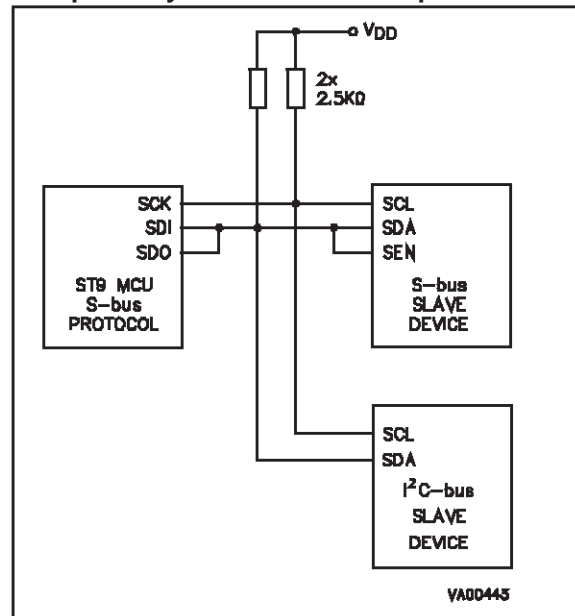 VDD
2x
2.5KΩ
SCK
SDI
SDO
ST9 MCU
S-bus
PROTOCOL
SCL
SDA
SEN
S-bus
SLAVE
DEVICE
SCL
SDA
I²C-bus
SLAVE
DEVICE
VA00443